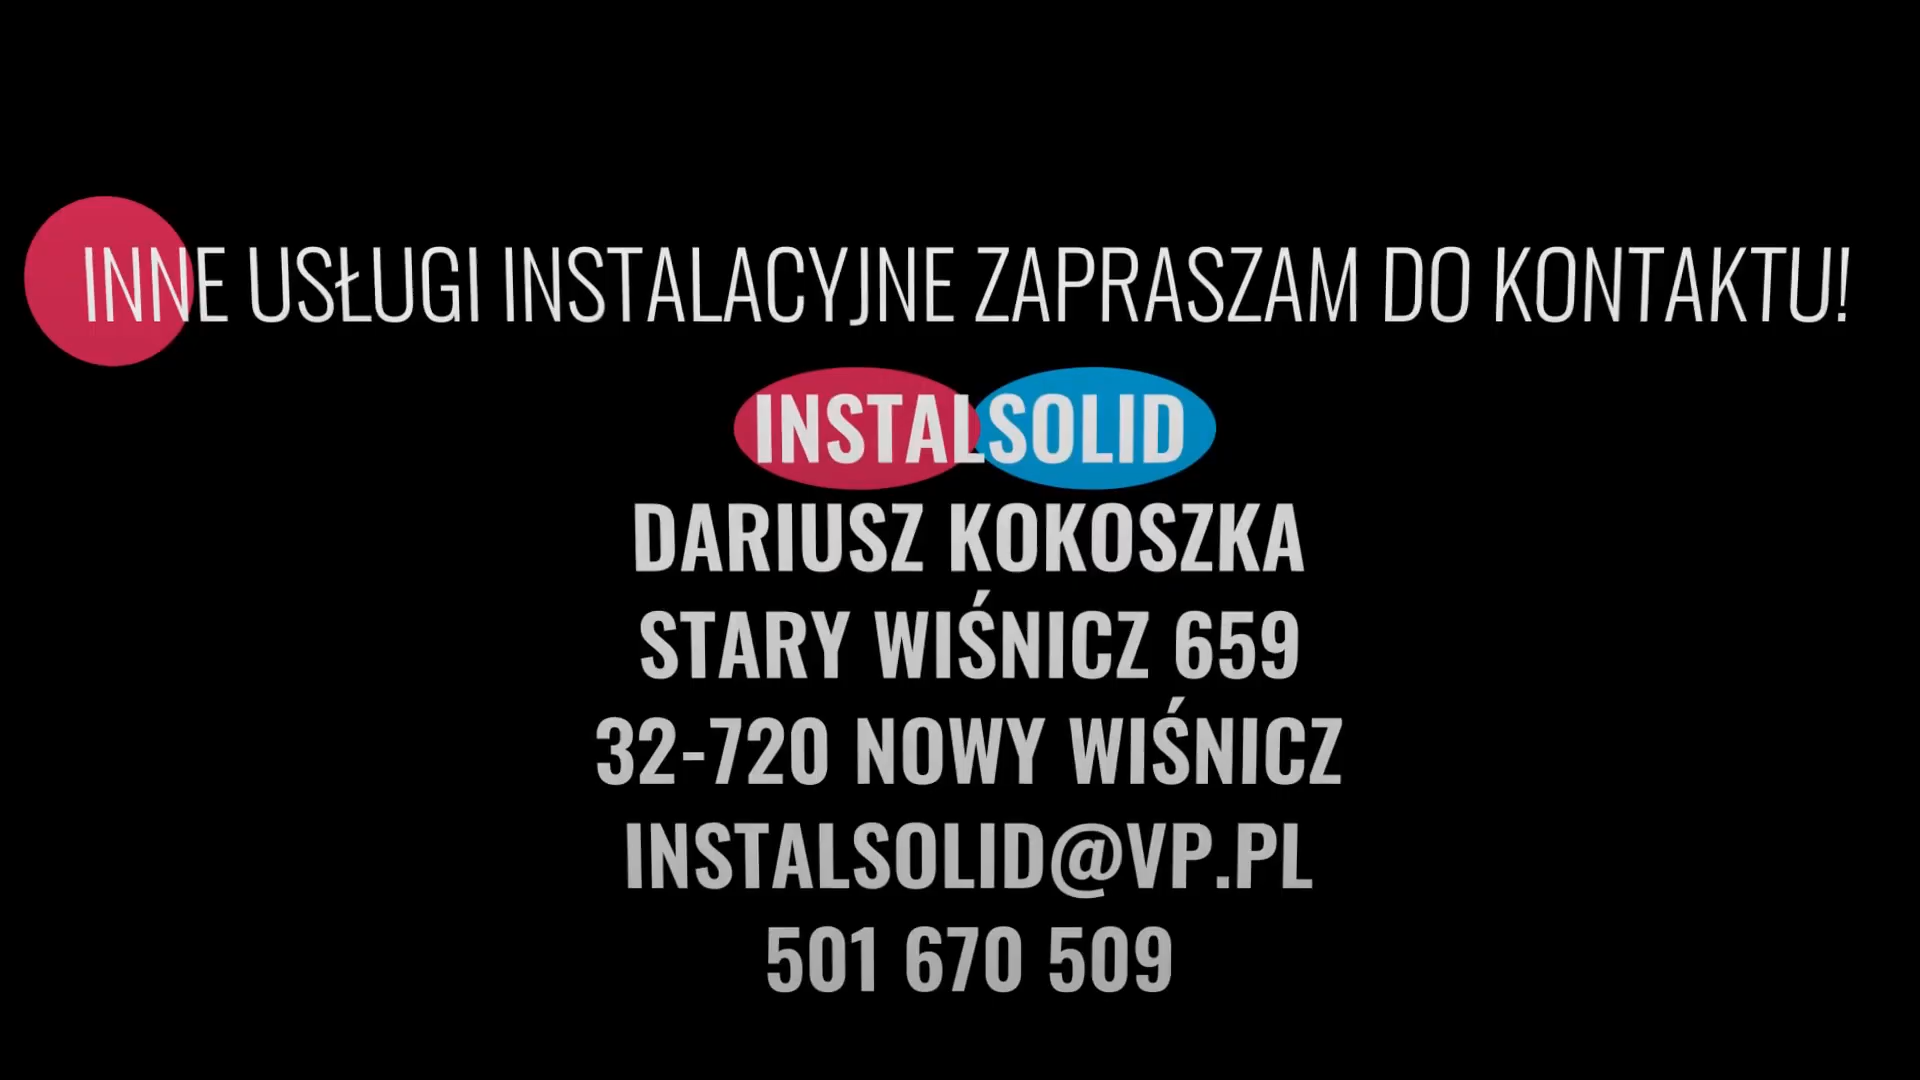 INNE USŁUGI INSTALACYJNE ZAPRASZAM DO KONTAKTU!
INSTALSOLID
DARIUSZ KOKOSZKA
STARY WIŚNICZ 659
32-720 NOWY WIŚNICZ
INSTALSOLID@VP.PL
501 670 509